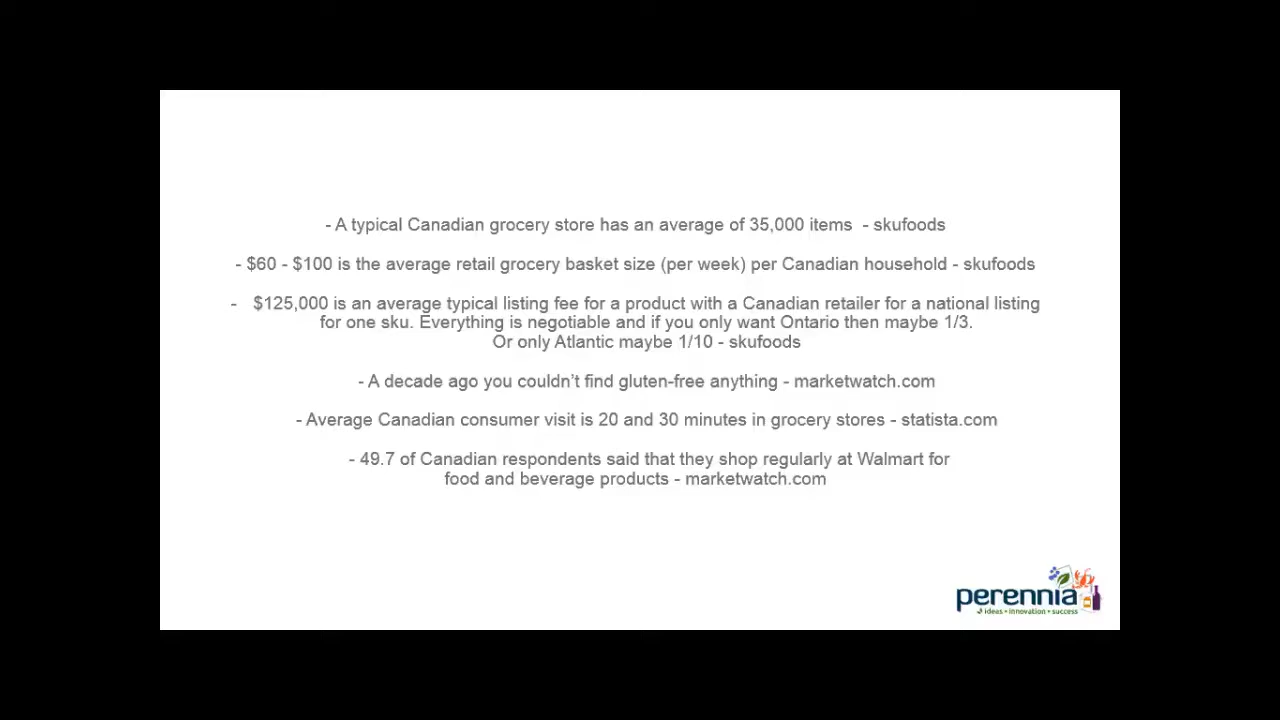 - A typical Canadian grocery store has an average of 35,000 items - skufoods
- $60 - $100 is the average retail grocery basket size (per week) per Canadian household - skufoods
- $125,000 is an average typical listing fee for a product with a Canadian retailer for a national listing
for one sku. Everything is negotiable and if you only want Ontario then maybe 1/3.
Or only Atlantic maybe 1/10 - skufoods
- A decade ago you couldn’t find gluten-free anything - marketwatch.com
- Average Canadian consumer visit is 20 and 30 minutes in grocery stores - statista.com
- 49.7 of Canadian respondents said that they shop regularly at Walmart for
food and beverage products - marketwatch.com
perennia
ideas • innovation • success